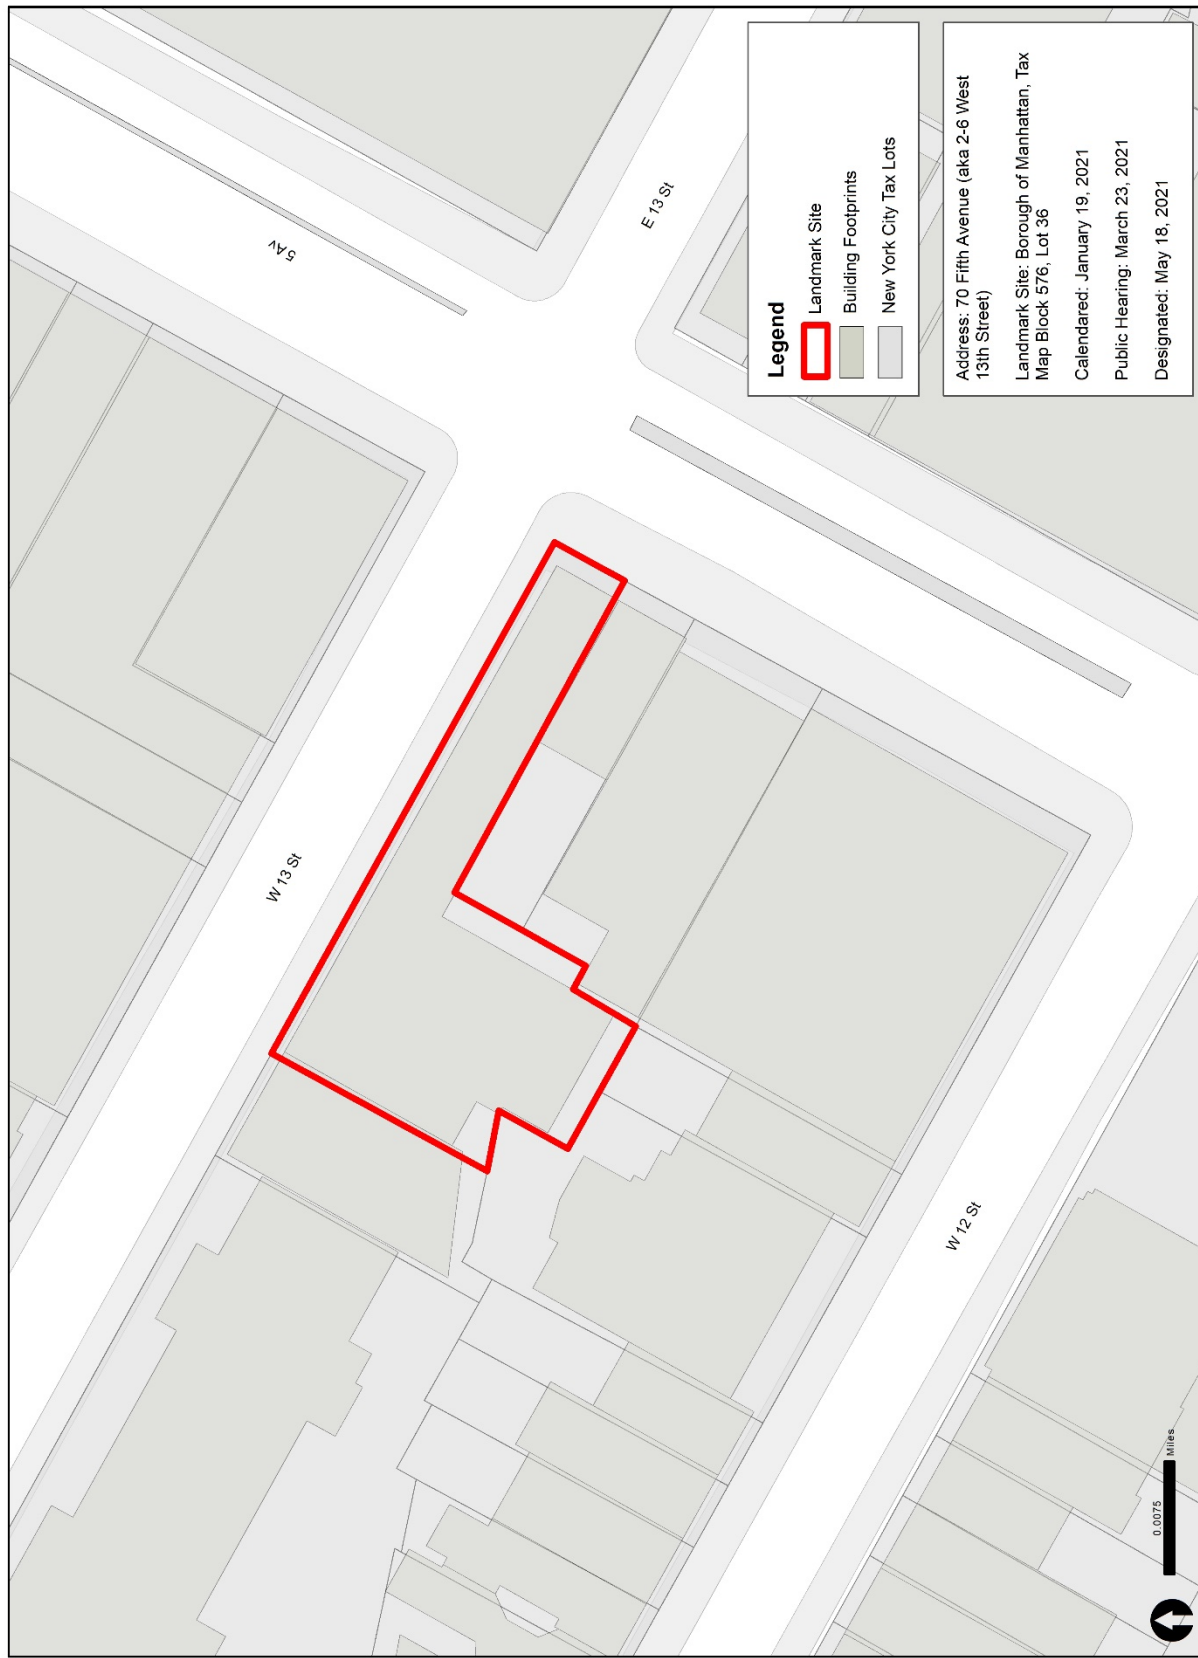 5 Av
E 13 St
W 13 St
W 12 St
Legend
Landmark Site
Building Footprints
New York City Tax Lots
Address: 70 Fifth Avenue (aka 2-6 West
13th Street)
Landmark Site: Borough of Manhattan, Tax
Map Block 576, Lot 36
Calendared: January 19, 2021
Public Hearing: March 23, 2021
Designated: May 18, 2021
0.0075
Miles